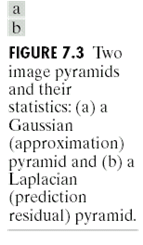 a
b
FIGURE 7.3 Two
image pyramids
and their
statistics: (a) a
Gaussian
(approximation)
pyramid and (b) a
Laplacian
(prediction
residual) pyramid.